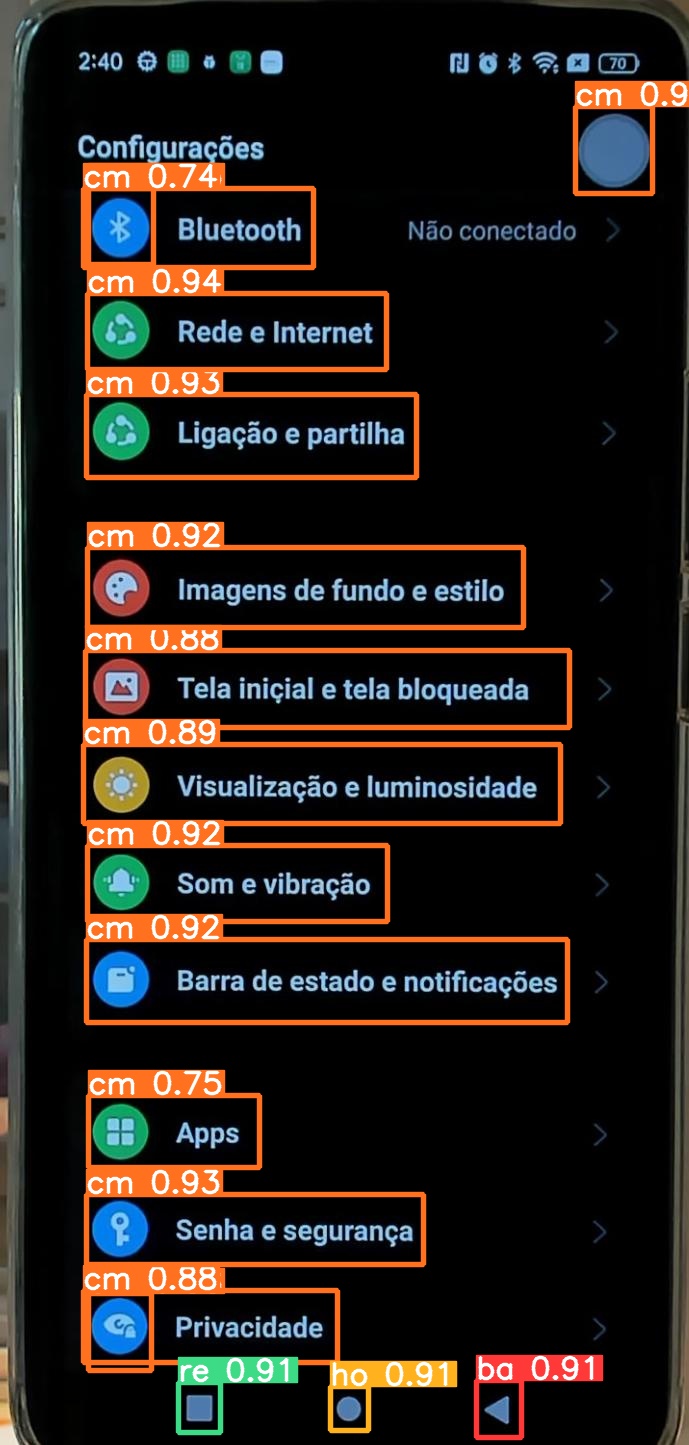 2:40 70
cm 0.9
Configurações
cm 0.74
Bluetooth Não conectado
cm 0.94
Rede e Internet
cm 0.93
Ligação e partilha
cm 0.92
Imagens de fundo e estilo
cm 0.88
Tela inicial e tela bloqueada
cm 0.89
Visualização e luminosidade
cm 0.92
Som e vibração
cm 0.92
Barra de estado e notificações
cm 0.75
Apps
cm 0.93
Senha e segurança
cm 0.88
Privacidade
re 0.91 ho 0.91 ba 0.91